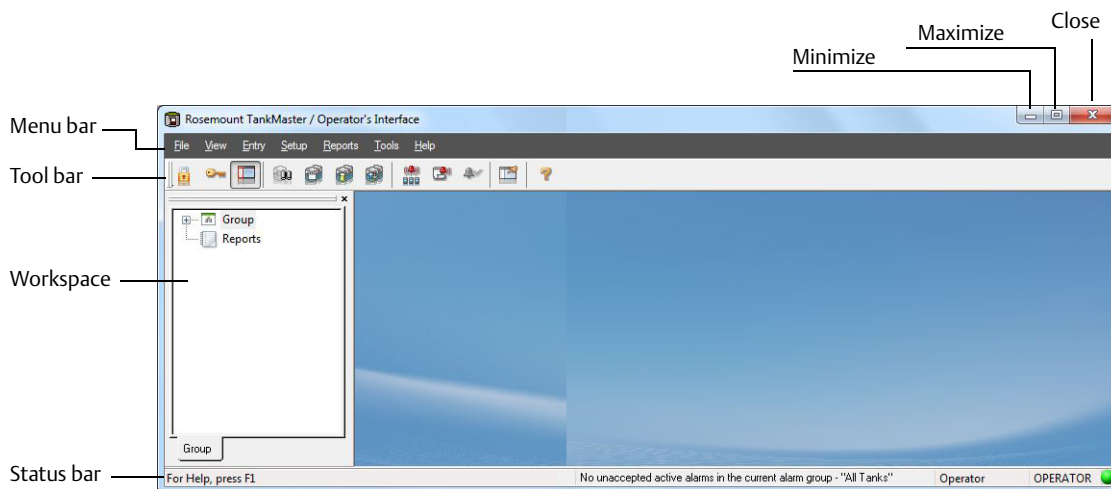 Close
Maximize
Minimize
Rosemount TankMaster / Operator's Interface
Menu bar
File View Entry Setup Reports Tools Help
Tool bar
Group
Reports
Workspace
Group
Status bar
For Help, press F1
No unaccepted active alarms in the current alarm group - "All Tanks"
Operator
OPERATOR